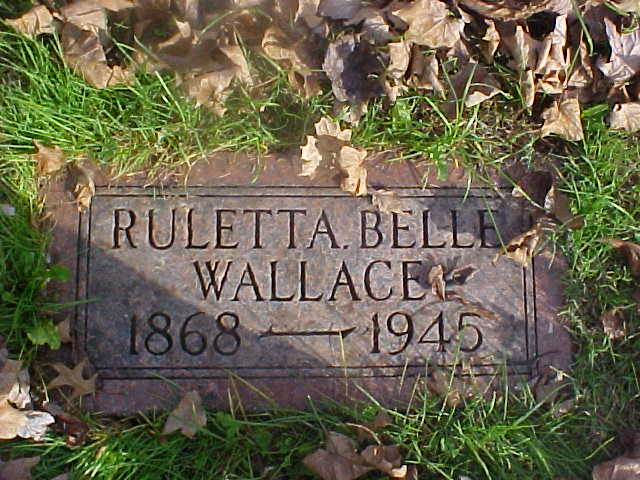 RULETTA. BELLE
WALLACE
1868 — 1945